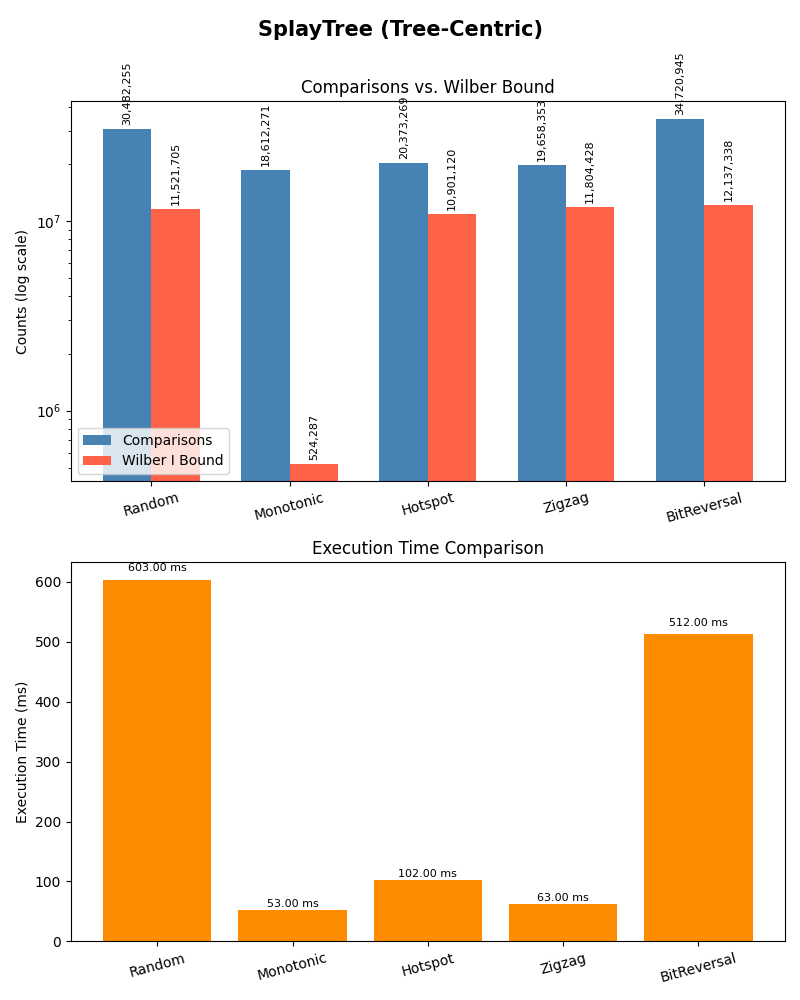 SplayTree (Tree-Centric)
Comparisons vs. Wilber Bound
30,482,255
11,521,705
18,612,271
524,287
20,373,269
10,901,120
19,658,353
11,804,428
34,720,945
12,137,338
Counts (log scale)
10^7
10^6
Comparisons
Wilber I Bound
Random
Monotonic
Hotspot
Zigzag
BitReversal
Execution Time Comparison
Execution Time (ms)
600
500
400
300
200
100
0
603.00 ms
53.00 ms
102.00 ms
63.00 ms
512.00 ms
Random
Monotonic
Hotspot
Zigzag
BitReversal